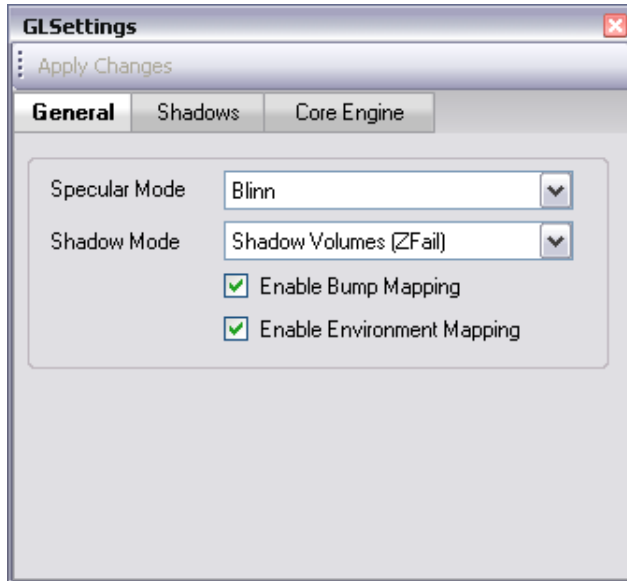 GLSettings
Apply Changes
General Shadows Core Engine
Specular Mode Blinn
Shadow Mode Shadow Volumes (ZFail)
Enable Bump Mapping
Enable Environment Mapping